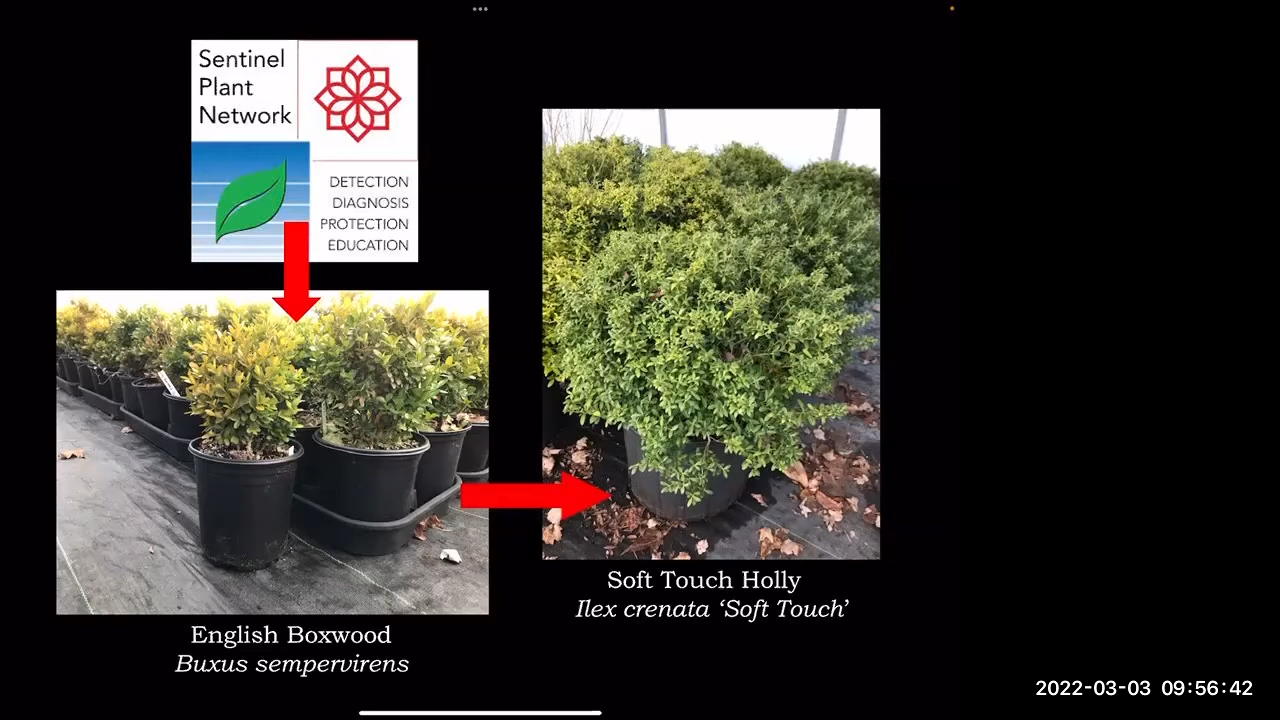 Sentinel
Plant
Network
DETECTION
DIAGNOSIS
PROTECTION
EDUCATION
Soft Touch Holly
Ilex crenata ‘Soft Touch’
English Boxwood
Buxus sempervirens
2022-03-03 09:56:42